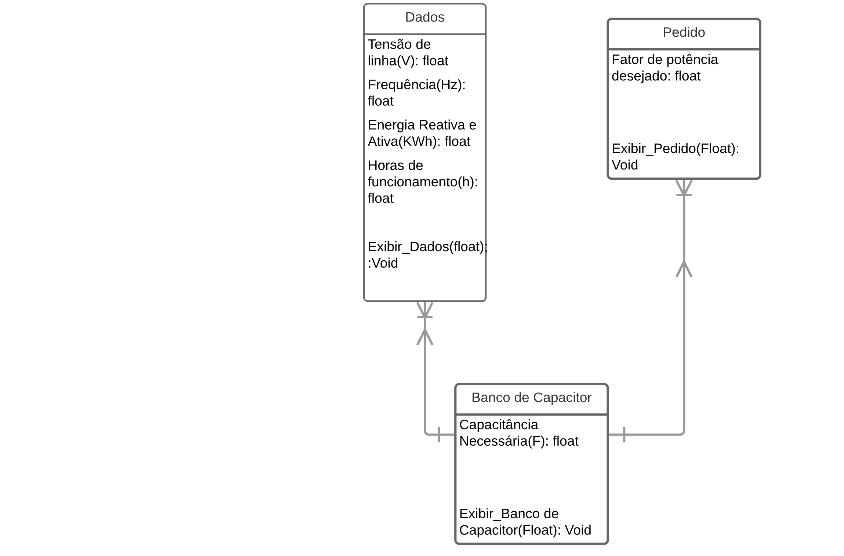 Dados
Tensão de
linha(V): float
Frequência(Hz):
float
Energia Reativa e
Ativa(KWh): float
Horas de
funcionamento(h):
float
Exibir_Dados(float);
:Void
Pedido
Fator de potência
desejado: float
Exibir_Pedido(Float):
Void
Banco de Capacitor
Capacitância
Necessária(F): float
Exibir_Banco de
Capacitor(Float): Void